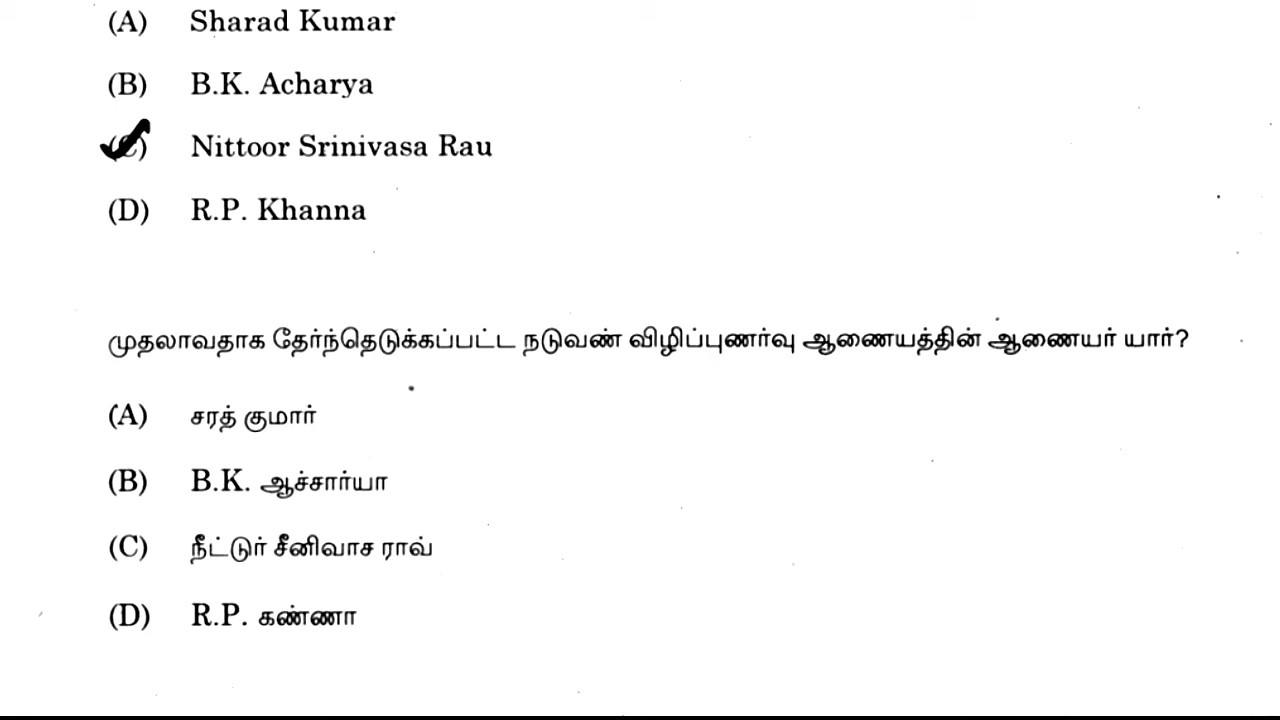 (A) Sharad Kumar
(B) B.K. Acharya
(C) Nittoor Srinivasa Rau
(D) R.P. Khanna
முதலாவதாக தேர்ந்தெடுக்கப்பட்ட நடுவண் விழிப்புணர்வு ஆணையத்தின் ஆணையர் யார்?
(A) சரத் குமார்
(B) B.K. ஆச்சார்யா
(C) நீட்டுர் சீனிவாச ராவ்
(D) R.P. கண்ணா